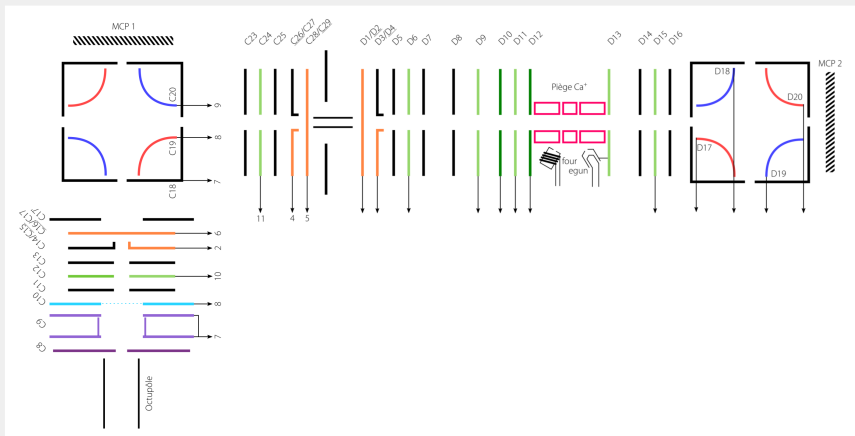 MCP 1
C23
C24
C25
C26/C27
C28/C29
D1/D2
D3/D4
D5
D6
D7
D8
D9
D10
D11
D12
D13
D14
D15
D16
MCP 2
Piège Ca⁺
four
egun
C20
9
C19
8
C18
7
11
4
5
D18
D20
D17
D19
C17
C16/C17
6
C14/C15
2
C13
C12
10
C11
C10
8
C9
7
C8
Octupôle